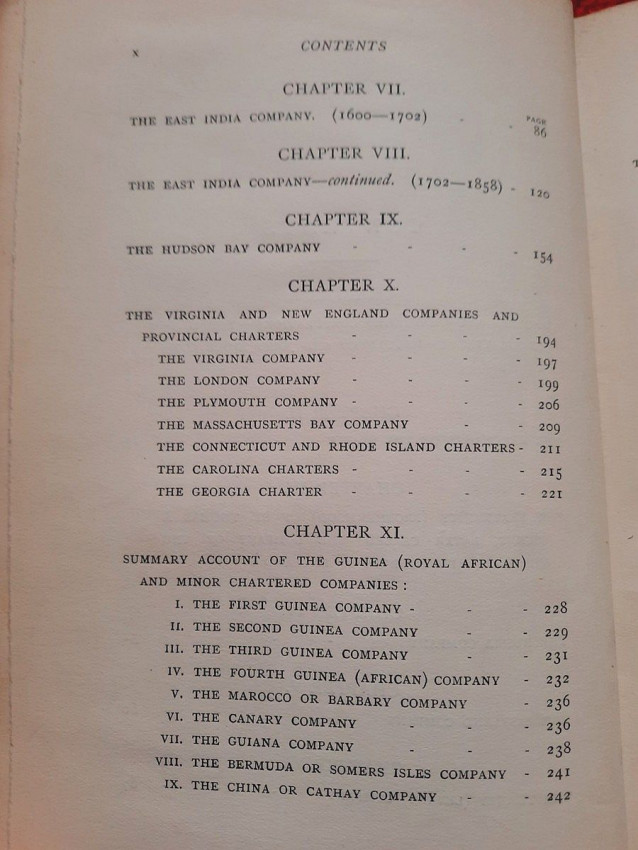 x CONTENTS
CHAPTER VII.
PAGE
THE EAST INDIA COMPANY. (1600—1702) - - 86
CHAPTER VIII.
THE EAST INDIA COMPANY—continued. (1702—1858) - 120
CHAPTER IX.
THE HUDSON BAY COMPANY - - - - 154
CHAPTER X.
THE VIRGINIA AND NEW ENGLAND COMPANIES AND
PROVINCIAL CHARTERS - - - - 194
THE VIRGINIA COMPANY - - - - 197
THE LONDON COMPANY - - - - 199
THE PLYMOUTH COMPANY - - - - 206
THE MASSACHUSETTS BAY COMPANY - - 209
THE CONNECTICUT AND RHODE ISLAND CHARTERS - 211
THE CAROLINA CHARTERS - - - - 215
THE GEORGIA CHARTER - - - - 221
CHAPTER XI.
SUMMARY ACCOUNT OF THE GUINEA (ROYAL AFRICAN)
AND MINOR CHARTERED COMPANIES :
I. THE FIRST GUINEA COMPANY - - - 228
II. THE SECOND GUINEA COMPANY - - 229
III. THE THIRD GUINEA COMPANY - - 231
IV. THE FOURTH GUINEA (AFRICAN) COMPANY - 232
V. THE MAROCCO OR BARBARY COMPANY - 236
VI. THE CANARY COMPANY - - - 236
VII. THE GUIANA COMPANY - - - 238
VIII. THE BERMUDA OR SOMERS ISLES COMPANY - 241
IX. THE CHINA OR CATHAY COMPANY - - 242